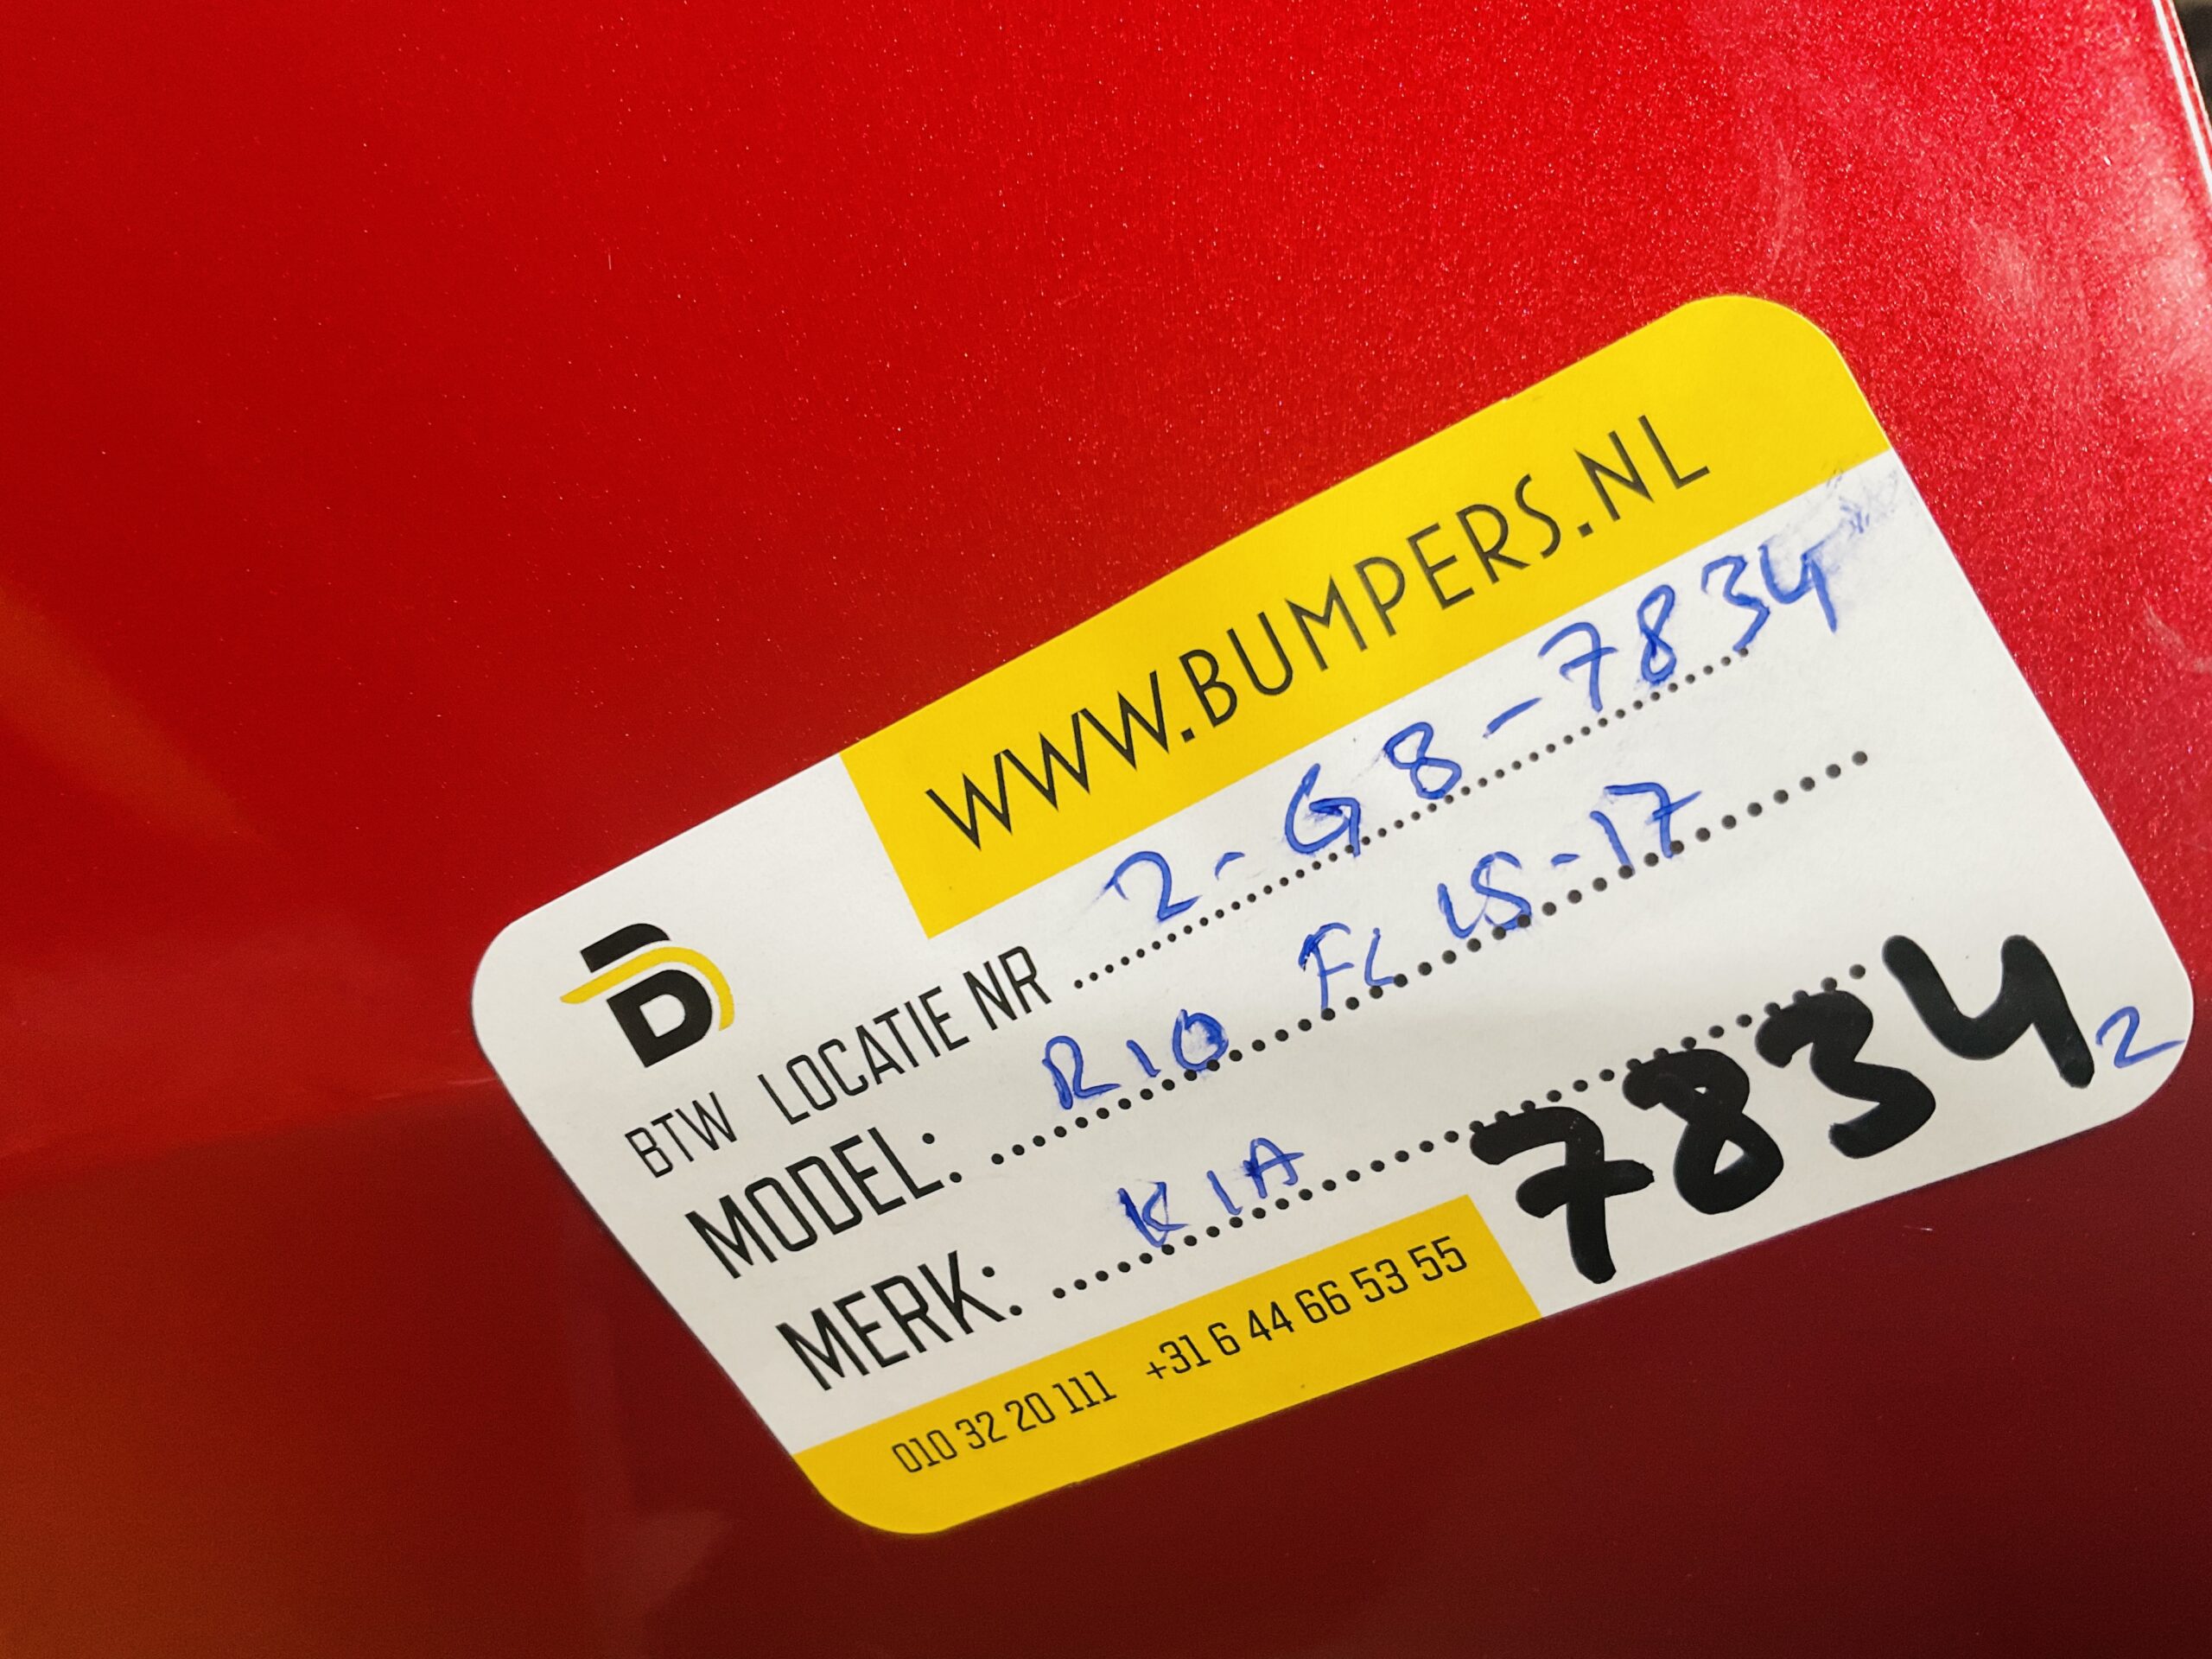 WWW.BUMPERS.NL
BTW LOCATIE NR 2-G8-7834
MODEL: RIO FL 15-17
MERK: KIA
7834 2
010 32 20 111 +31 6 44 66 53 55